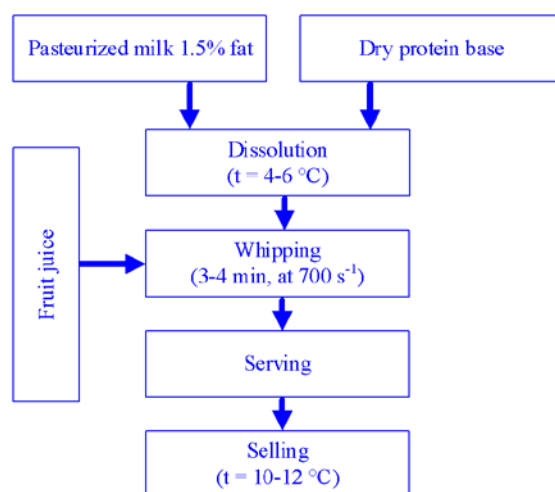 Pasteurized milk 1.5% fat
Dry protein base
Dissolution
(t = 4-6 °C)
Fruit juice
Whipping
(3-4 min, at 700 s⁻¹)
Serving
Selling
(t = 10-12 °C)